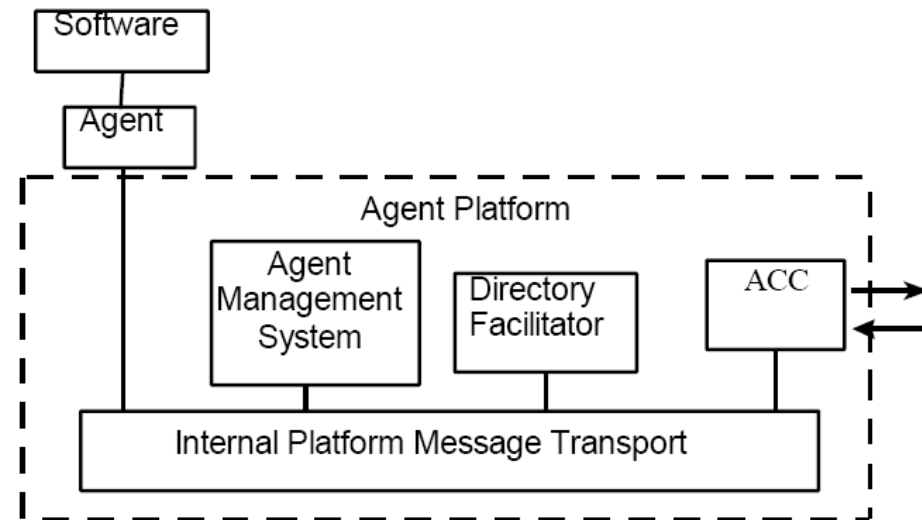 Software
Agent
Agent Platform
Agent
Management
System
Directory
Facilitator
ACC
Internal Platform Message Transport